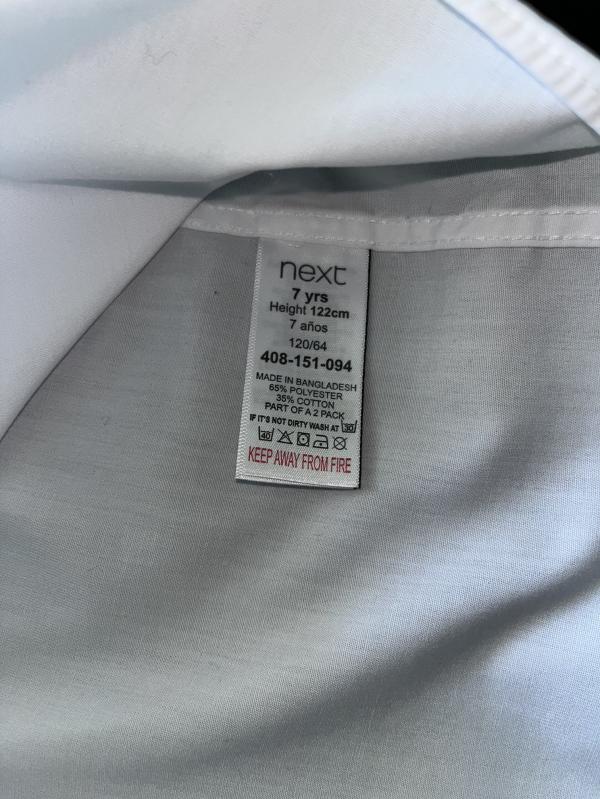 next
7 yrs
Height 122cm
7 años
120/64
408-151-094
MADE IN BANGLADESH
65% POLYESTER
35% COTTON
PART OF A 2 PACK
IF IT'S NOT DIRTY WASH AT 30
40
KEEP AWAY FROM FIRE